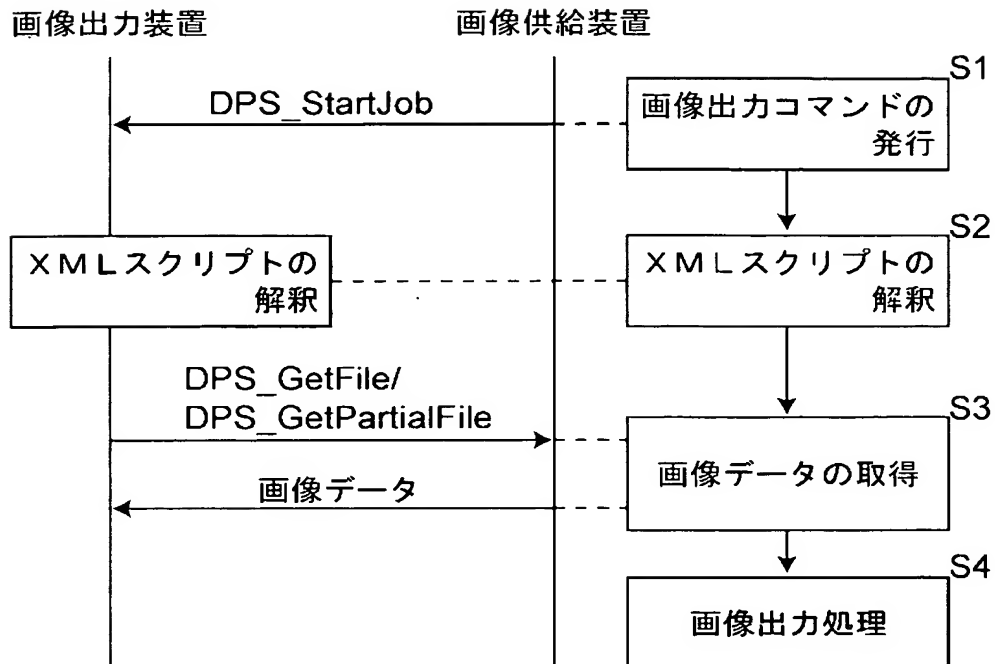 画像出力装置
画像供給装置
S1
DPS_StartJob
画像出力コマンドの
発行
S2
XMLスクリプトの
解釈
XMLスクリプトの
解釈
DPS_GetFile/
DPS_GetPartialFile
S3
画像データの取得
画像データ
S4
画像出力処理